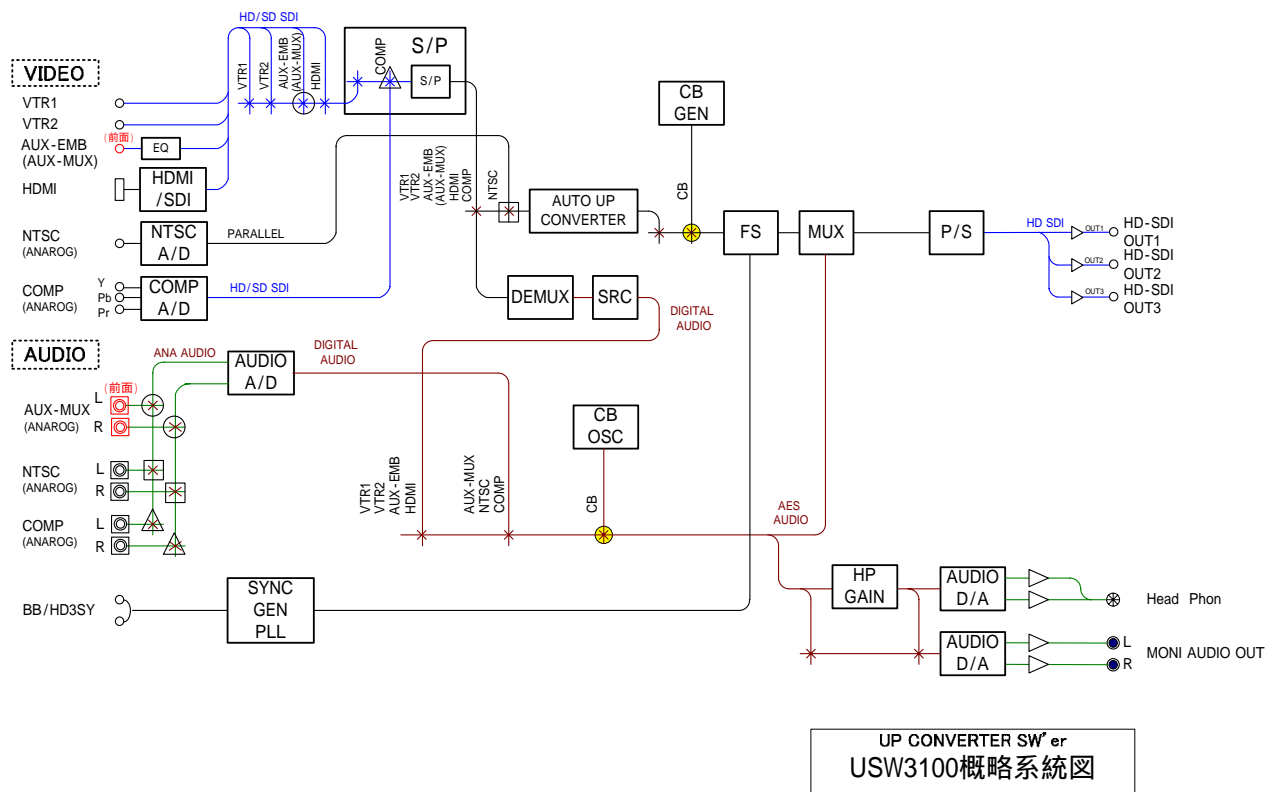 HD/SD SDI
VIDEO
VTR1
VTR2
AUX-EMB
(AUX-MUX)
(前面)
EQ
HDMI
HDMI
/SDI
NTSC
(ANAROG)
NTSC
A/D
PARALLEL
COMP
(ANAROG)
Y
Pb
Pr
COMP
A/D
HD/SD SDI
VTR1
VTR2
AUX-EMB
(AUX-MUX)
HDMI
S/P
COMP
S/P
VTR1
VTR2
AUX-EMB
(AUX-MUX)
HDMI
COMP
NTSC
AUTO UP
CONVERTER
CB
GEN
CB
FS
MUX
P/S
HD SDI
OUT1
HD-SDI
OUT1
OUT2
HD-SDI
OUT2
OUT3
HD-SDI
OUT3
DEMUX
SRC
DIGITAL
AUDIO
AUDIO
ANA AUDIO
AUDIO
A/D
DIGITAL
AUDIO
(前面)
AUX-MUX
(ANAROG)
L
R
NTSC
(ANAROG)
L
R
COMP
(ANAROG)
L
R
VTR1
VTR2
AUX-EMB
HDMI
AUX-MUX
NTSC
COMP
CB
OSC
CB
AES
AUDIO
BB/HD3SY
SYNC
GEN
PLL
HP
GAIN
AUDIO
D/A
Head Phon
AUDIO
D/A
L
R
MONI AUDIO OUT
UP CONVERTER SW'er
USW3100概略系統図